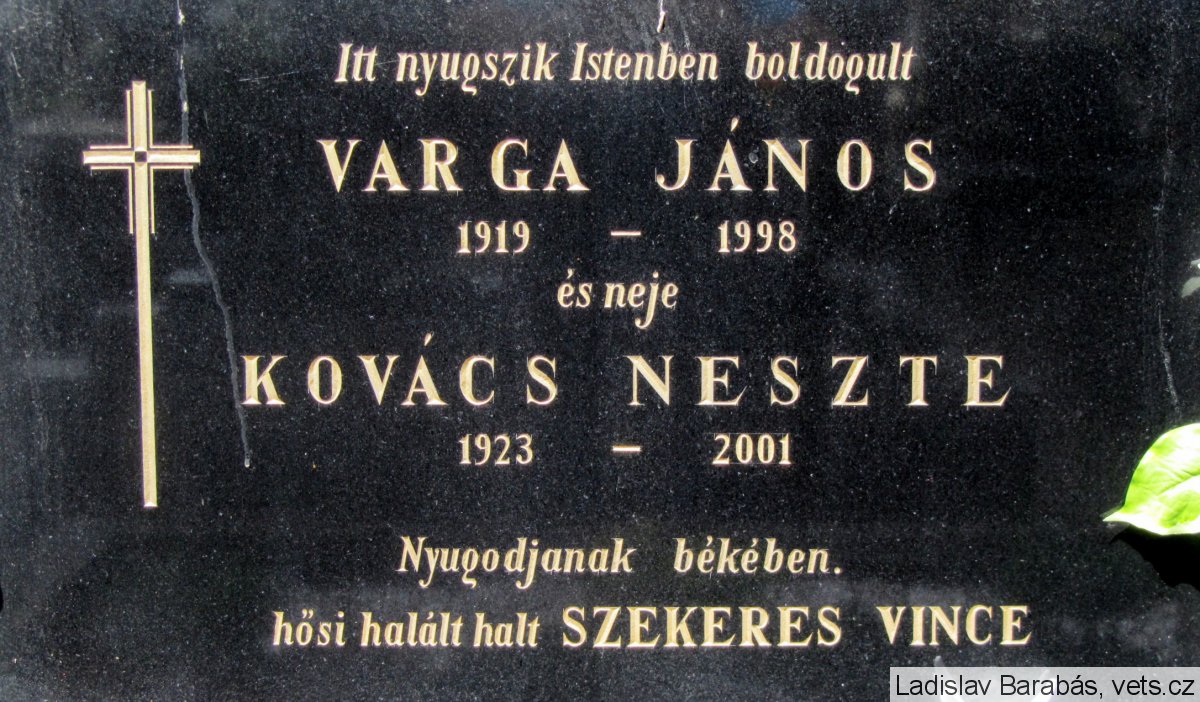 Itt nyugszik Istenben boldogult
VARGA JÁNOS
1919 – 1998
és neje
KOVÁCS NESZTE
1923 – 2001
Nyugodjanak békében.
hősi halált halt SZEKERES VINCE
Ladislav Barabás, vets.cz